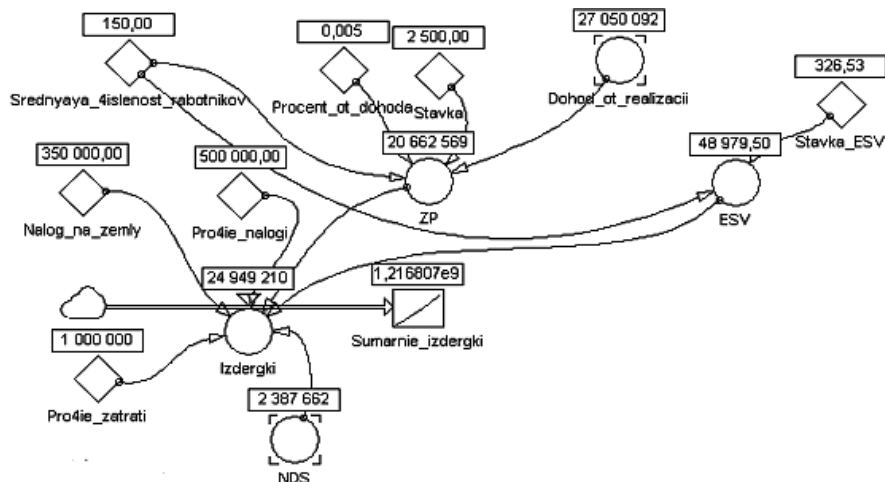 150,00
Srednyaya_4islenost_rabotnikov
0,005
Procent_ot_dohoda
2 500,00
Stavka
27 050 092
Dohod_ot_realizacii
326,53
Stavka_ESV
350 000,00
Nalog_na_zemly
500 000,00
Pro4ie_nalogi
20 662 569
ZP
48 979,50
ESV
24 949 210
Izdergki
1,216807e9
Sumarnie_izdergki
1 000 000
Pro4ie_zatrati
2 387 662
NDS